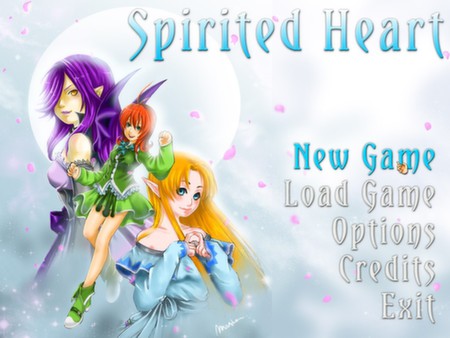 Spirited Heart
New Game
Load Game
Options
Credits
Exit